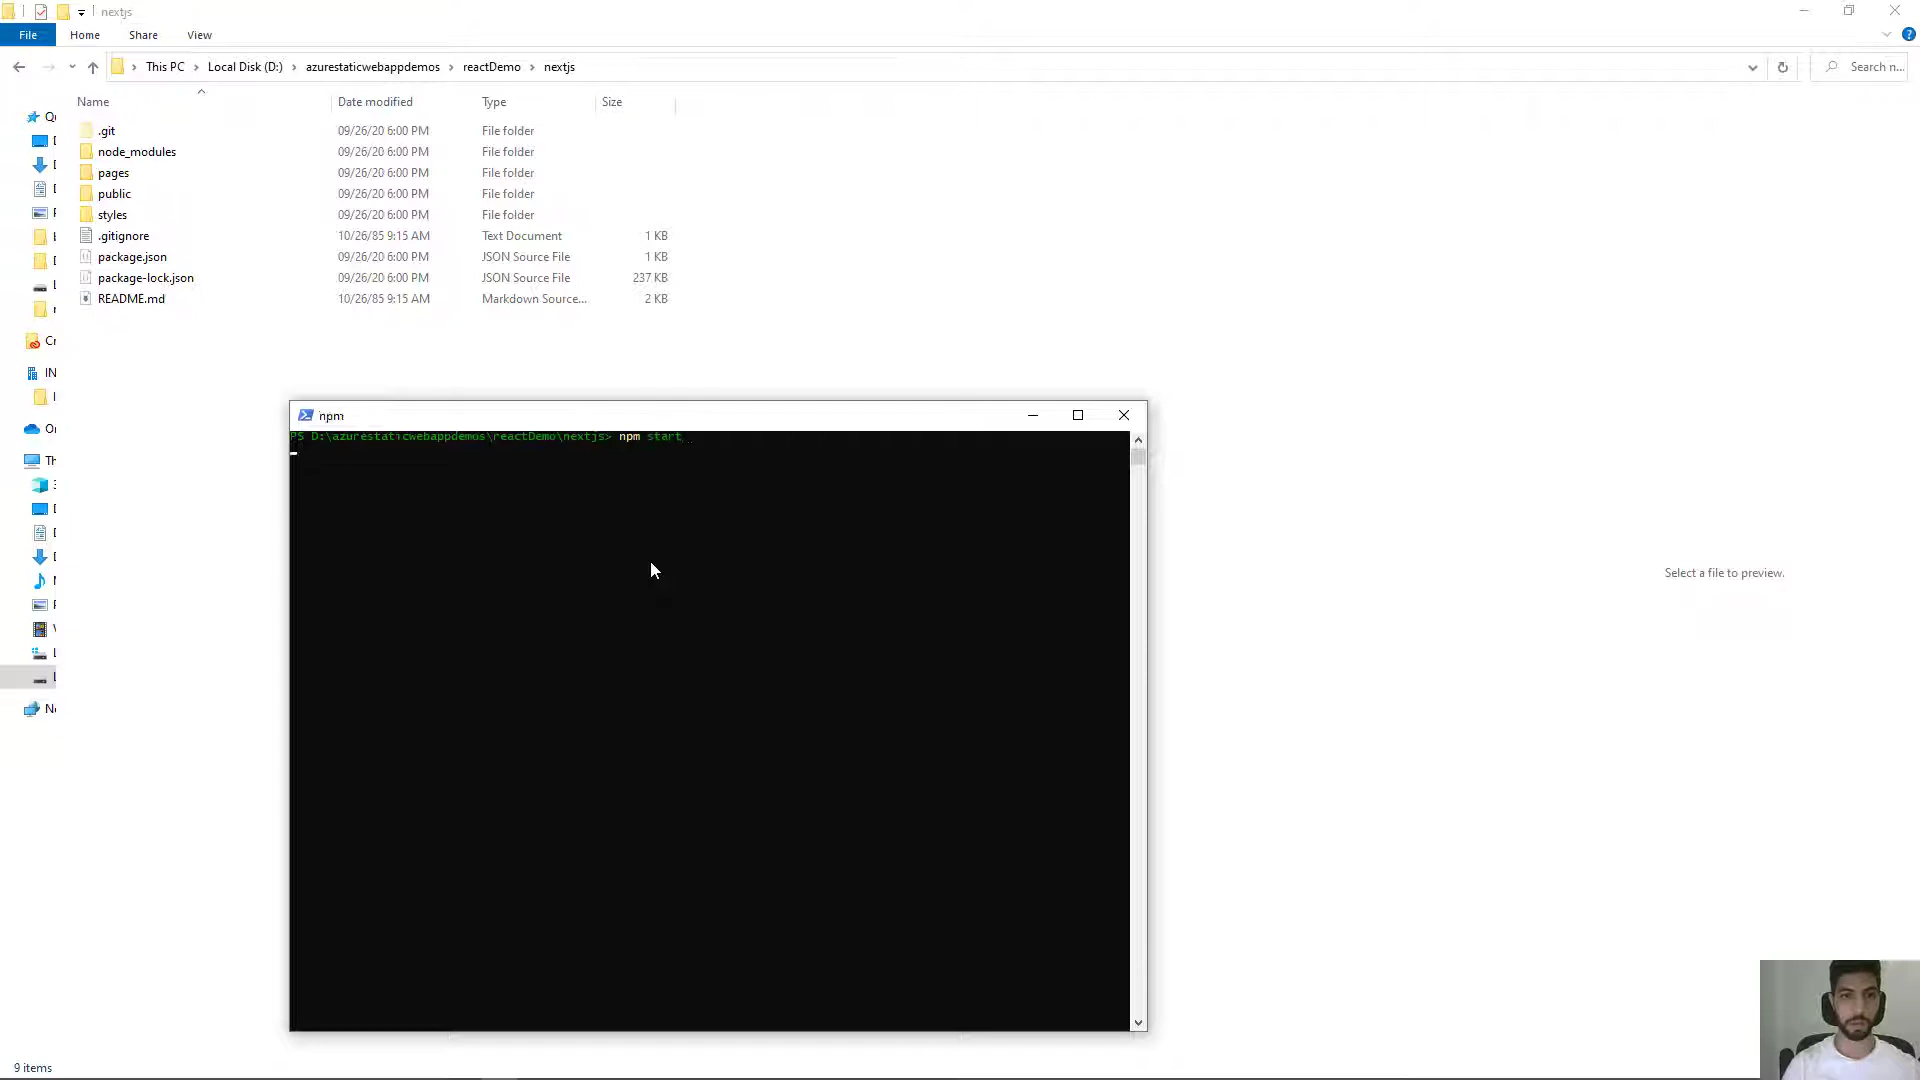 nextjs
File Home Share View
This PC Local Disk (D:) azurestaticwebappdemos reactDemo nextjs
Search n...
Name Date modified Type Size
.git 09/26/20 6:00 PM File folder
node_modules 09/26/20 6:00 PM File folder
pages 09/26/20 6:00 PM File folder
public 09/26/20 6:00 PM File folder
styles 09/26/20 6:00 PM File folder
.gitignore 10/26/85 9:15 AM Text Document 1 KB
package.json 09/26/20 6:00 PM JSON Source File 1 KB
package-lock.json 09/26/20 6:00 PM JSON Source File 237 KB
README.md 10/26/85 9:15 AM Markdown Source... 2 KB
IN
npm
PS D:\azurestaticwebappdemos\reactDemo\nextjs> npm start
Select a file to preview.
9 items